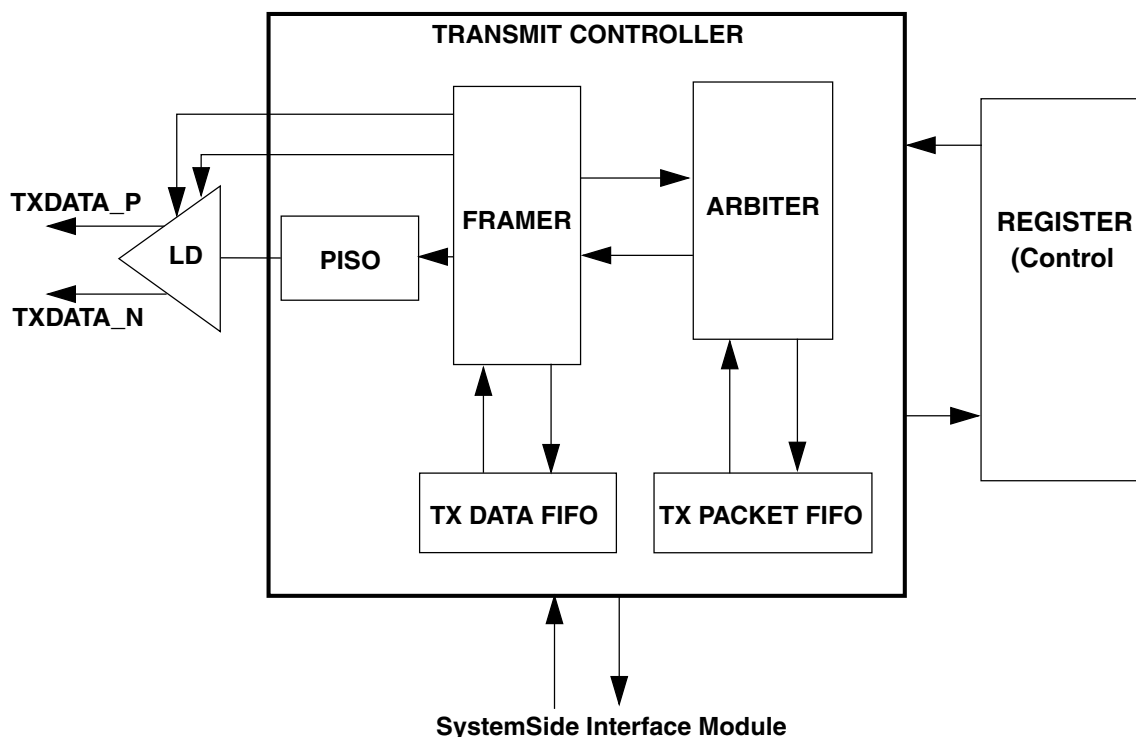 TRANSMIT CONTROLLER
TXDATA_P
LD
TXDATA_N
PISO
FRAMER
ARBITER
REGISTER
(Control
TX DATA FIFO
TX PACKET FIFO
SystemSide Interface Module